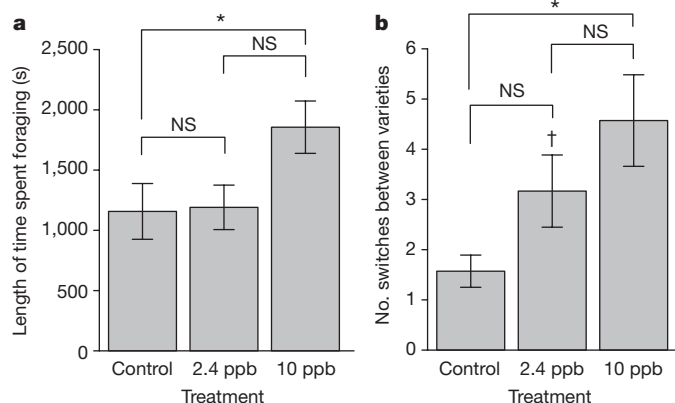 a
*
NS
NS
Length of time spent foraging (s)
2,500
2,000
1,500
1,000
500
0
Control 2.4 ppb 10 ppb
Treatment
b
*
NS
NS
†
No. switches between varieties
6
5
4
3
2
1
0
Control 2.4 ppb 10 ppb
Treatment